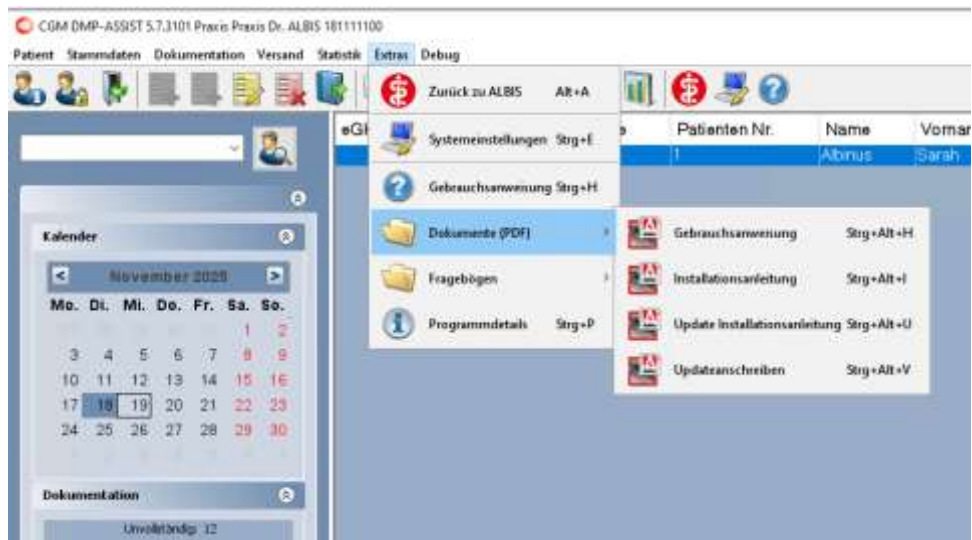 CGM DMP-ASSIST 5.7.3101 Praxis Praxis Dr. ALBIS 181111100
Patient Stammdaten Dokumentation Versand Statistik Extras Debug
Zurück zu ALBIS Alt+A
Systemeinstellungen Strg+E
Gebrauchsanweisung Strg+H
Dokumente (PDF)
Fragebögen
Programmdetails Strg+P
Gebrauchsanweisung Strg+Alt+H
Installationsanleitung Strg+Alt+I
Update Installationsanleitung Strg+Alt+U
Updateanschreiben Strg+Alt+V
Patienten Nr. Name Vornar
1 Albinus Sarah
Kalender
November 2025
Mo. Di. Mi. Do. Fr. Sa. So.
1 2
3 4 5 6 7 8 9
10 11 12 13 14 15 16
17 18 19 20 21 22 23
24 25 26 27 28 29 30
Dokumentation
Unvollständig: 12